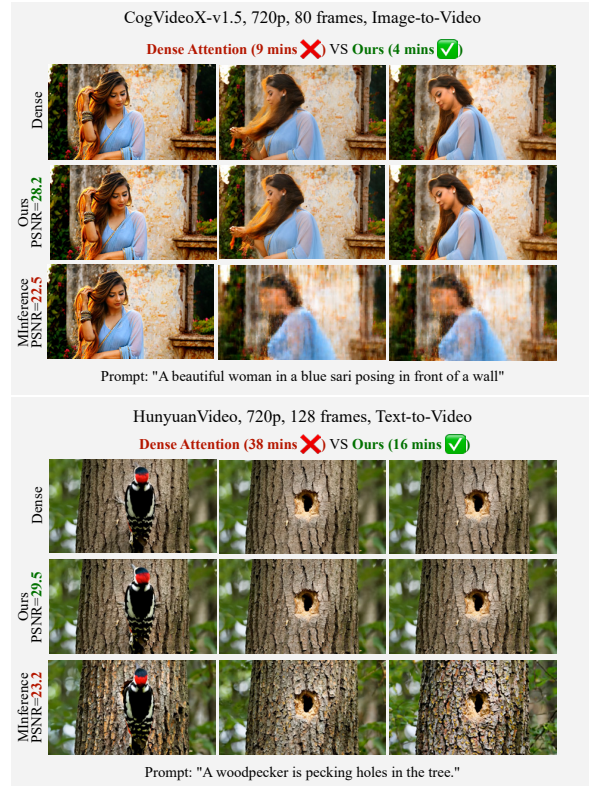 CogVideoX-v1.5, 720p, 80 frames, Image-to-Video
Dense Attention (9 mins ❌) VS Ours (4 mins ✅)
Dense
Ours
PSNR=28.2
MInference
PSNR=22.5
Prompt: "A beautiful woman in a blue sari posing in front of a wall"
HunyuanVideo, 720p, 128 frames, Text-to-Video
Dense Attention (38 mins ❌) VS Ours (16 mins ✅)
Dense
Ours
PSNR=29.5
MInference
PSNR=23.2
Prompt: "A woodpecker is pecking holes in the tree."